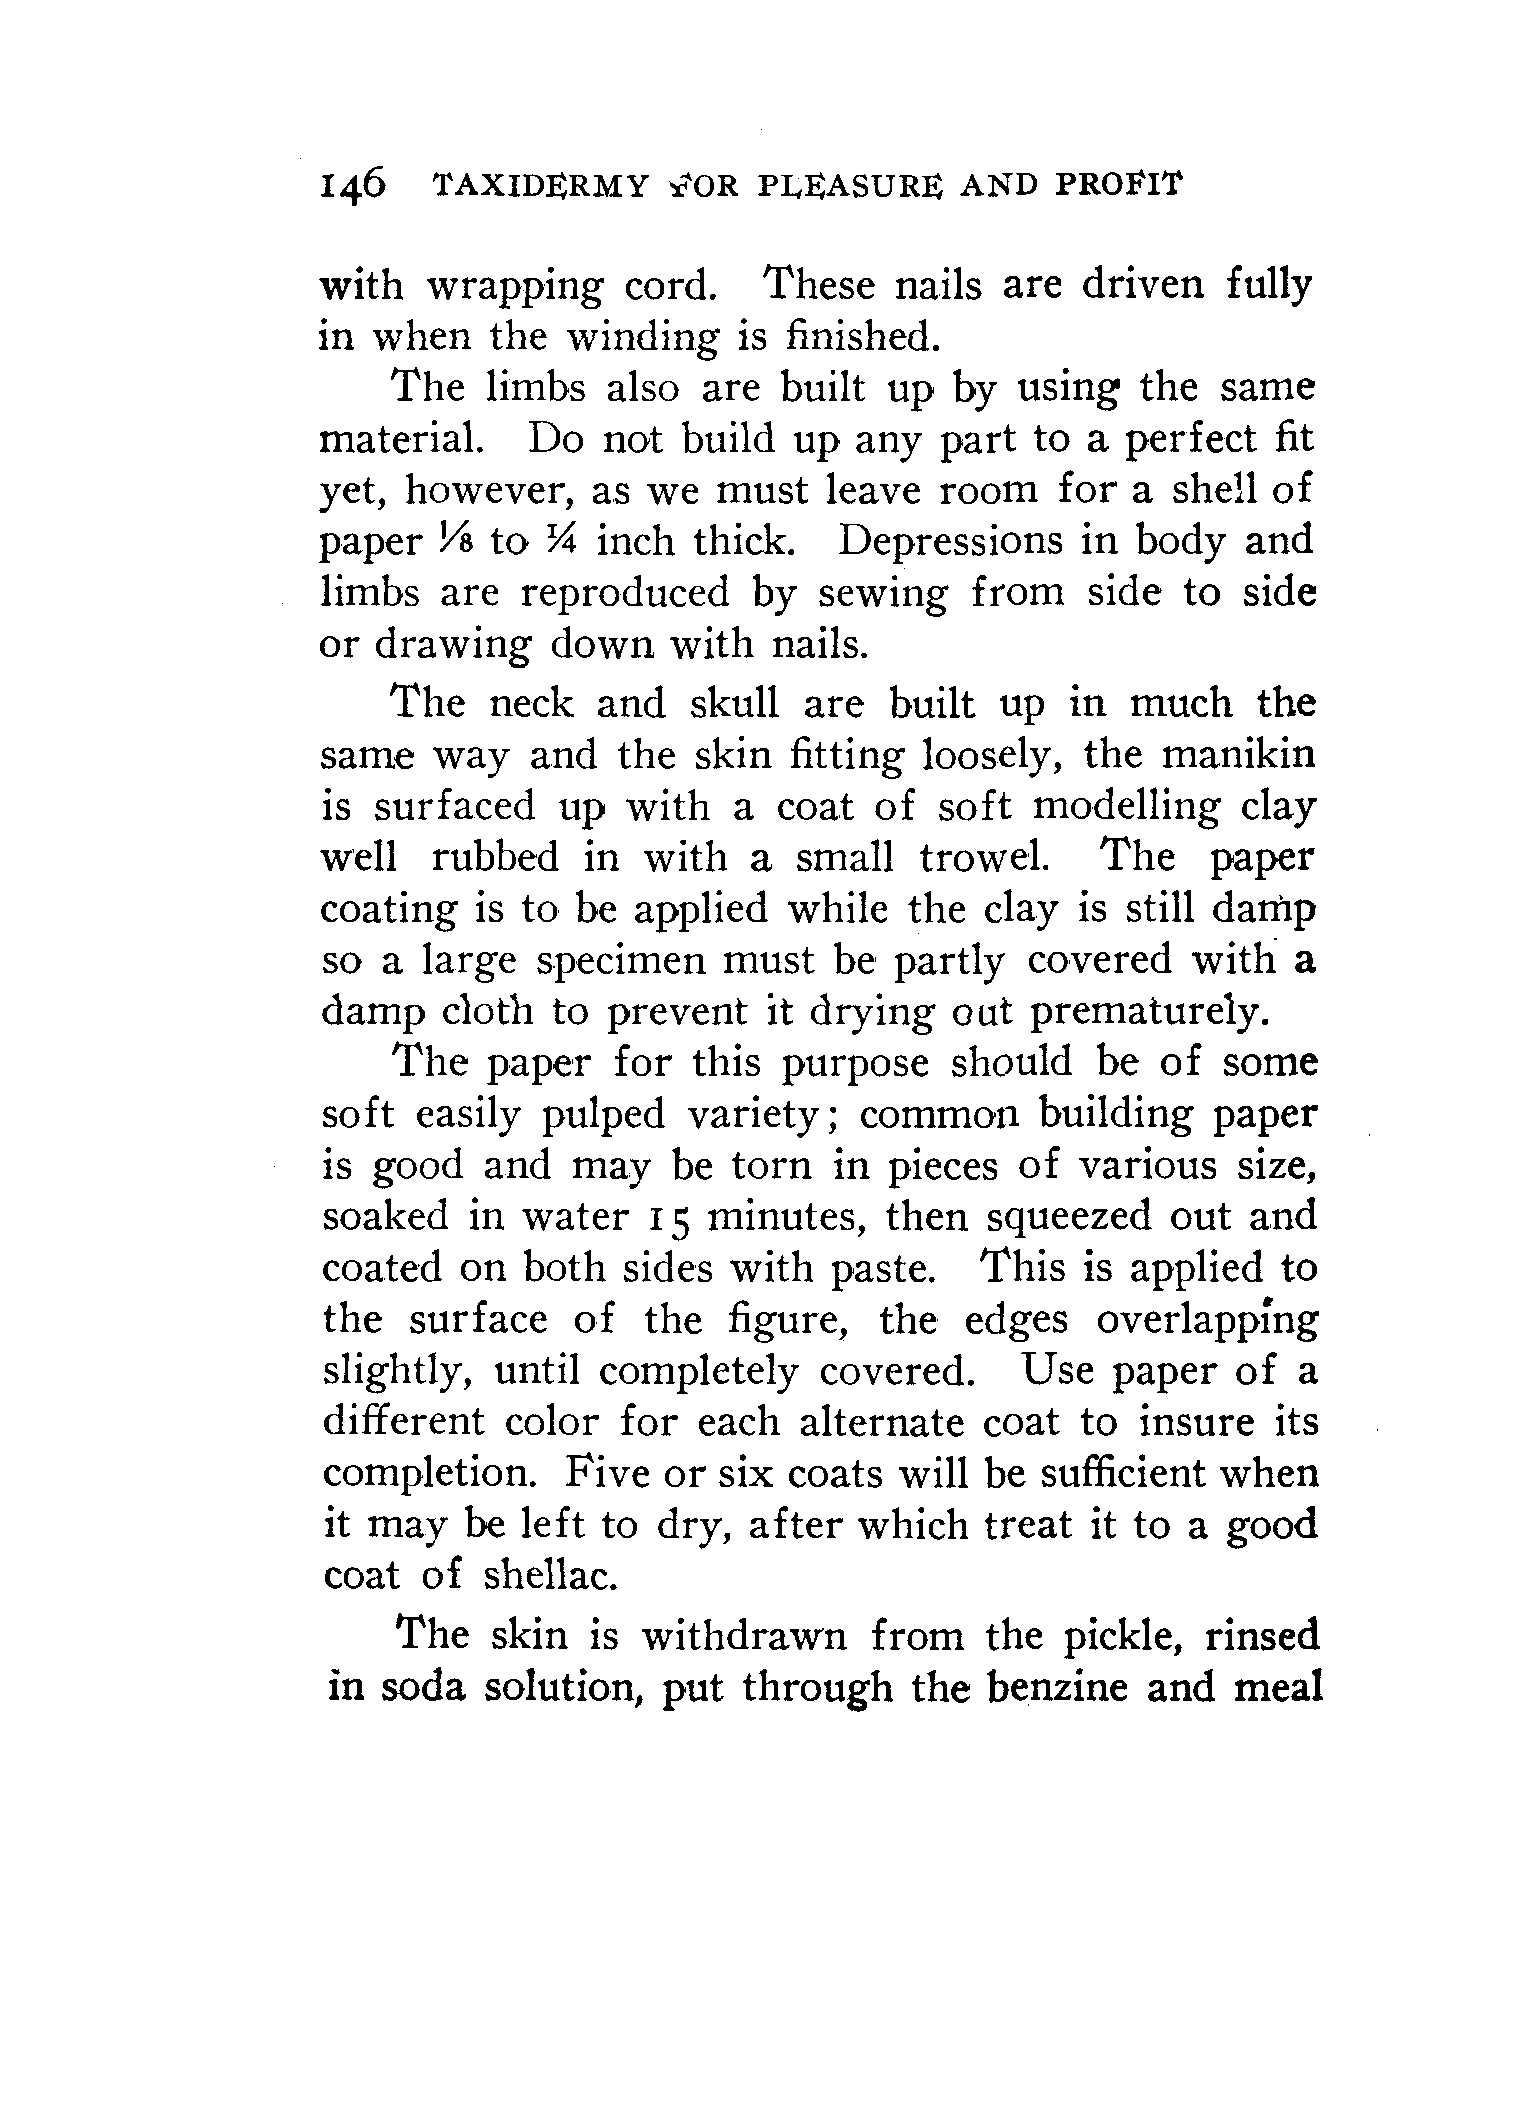 146 TAXIDERMY FOR PLEASURE AND PROFIT
with wrapping cord. These nails are driven fully
in when the winding is finished.
The limbs also are built up by using the same
material. Do not build up any part to a perfect fit
yet, however, as we must leave room for a shell of
paper ⅛ to ¼ inch thick. Depressions in body and
limbs are reproduced by sewing from side to side
or drawing down with nails.
The neck and skull are built up in much the
same way and the skin fitting loosely, the manikin
is surfaced up with a coat of soft modelling clay
well rubbed in with a small trowel. The paper
coating is to be applied while the clay is still damp
so a large specimen must be partly covered with a
damp cloth to prevent it drying out prematurely.
The paper for this purpose should be of some
soft easily pulped variety; common building paper
is good and may be torn in pieces of various size,
soaked in water 15 minutes, then squeezed out and
coated on both sides with paste. This is applied to
the surface of the figure, the edges overlapping
slightly, until completely covered. Use paper of a
different color for each alternate coat to insure its
completion. Five or six coats will be sufficient when
it may be left to dry, after which treat it to a good
coat of shellac.
The skin is withdrawn from the pickle, rinsed
in soda solution, put through the benzine and meal